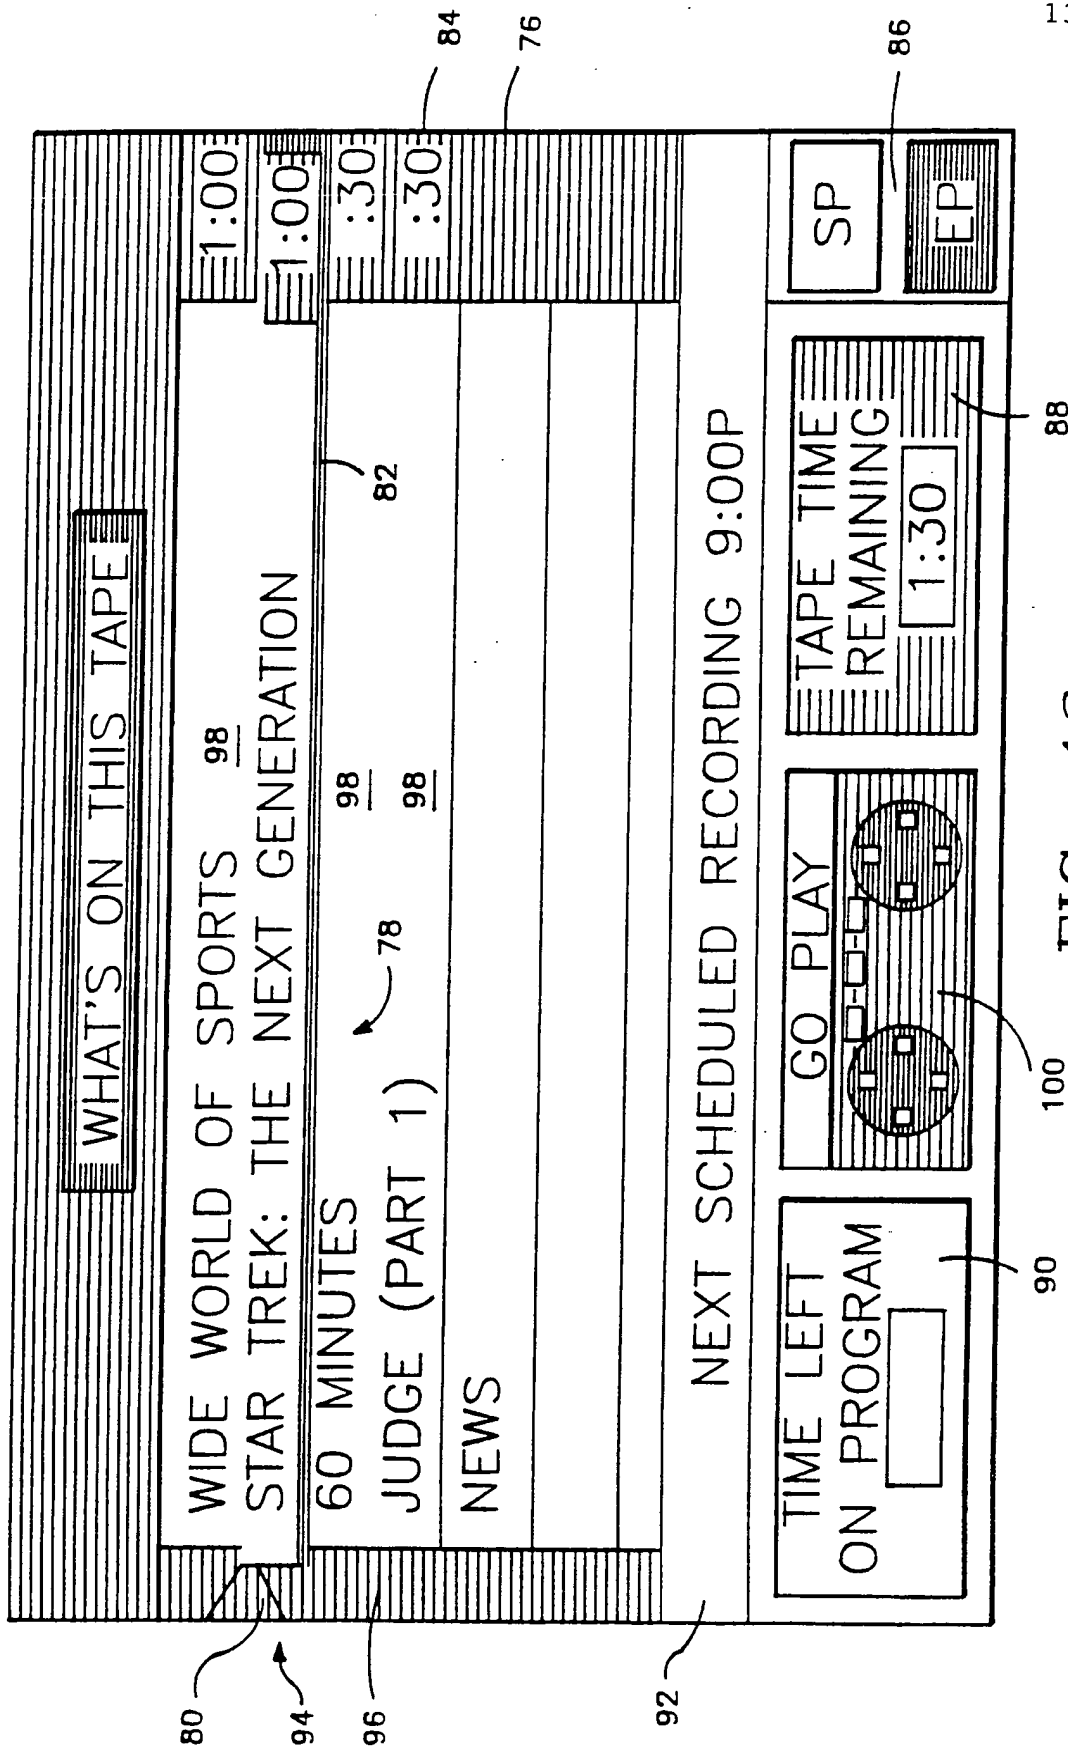 13
84
76
86
WHAT'S ON THIS TAPE
WIDE WORLD OF SPORTS 98 1:00
STAR TREK: THE NEXT GENERATION 1:00
82
60 MINUTES 98 :30
JUDGE (PART 1) 98 :30
78
NEWS
NEXT SCHEDULED RECORDING 9:00P
TIME LEFT
ON PROGRAM
GO PLAY
TAPE TIME
REMAINING
1:30
SP
EP
80
94
96
92
90
100
88